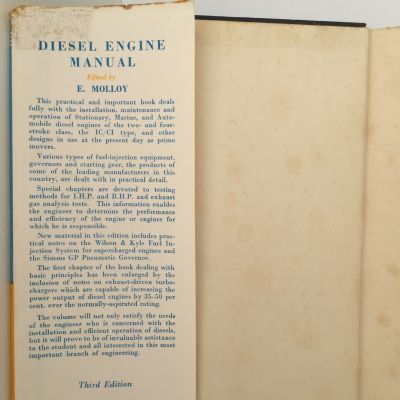 DIESEL ENGINE
MANUAL
Edited by
E. MOLLOY
This practical and important book deals
fully with the installation, maintenance and
operation of Stationary, Marine, and Auto-
mobile diesel engines of the two- and four-
stroke class, the IC/CI type, and other
designs in use at the present day as prime
movers.
Various types of fuel-injection equipment,
governors and starting gear, the products of
some of the leading manufacturers in this
country, are dealt with in practical detail.
Special chapters are devoted to testing
methods for I.H.P. and B.H.P. and exhaust
gas analysis tests. This information enables
the engineer to determine the performance
and efficiency of the engine or engines for
which he is responsible.
New material in this edition includes prac-
tical notes on the Wilson & Kyle Fuel In-
jection System for supercharged engines and
the Simms GP Pneumatic Governor.
The first chapter of the book dealing with
basic principles has been enlarged by the
inclusion of notes on exhaust-driven turbo-
chargers which are capable of increasing the
power output of diesel engines by 35-50 per
cent. over the normally-aspirated rating.
The volume will not only satisfy the needs
of the engineer who is concerned with the
installation and efficient operation of diesels,
but it will prove to be of invaluable assistance
to the student and all interested in this most
important branch of engineering.
Third Edition